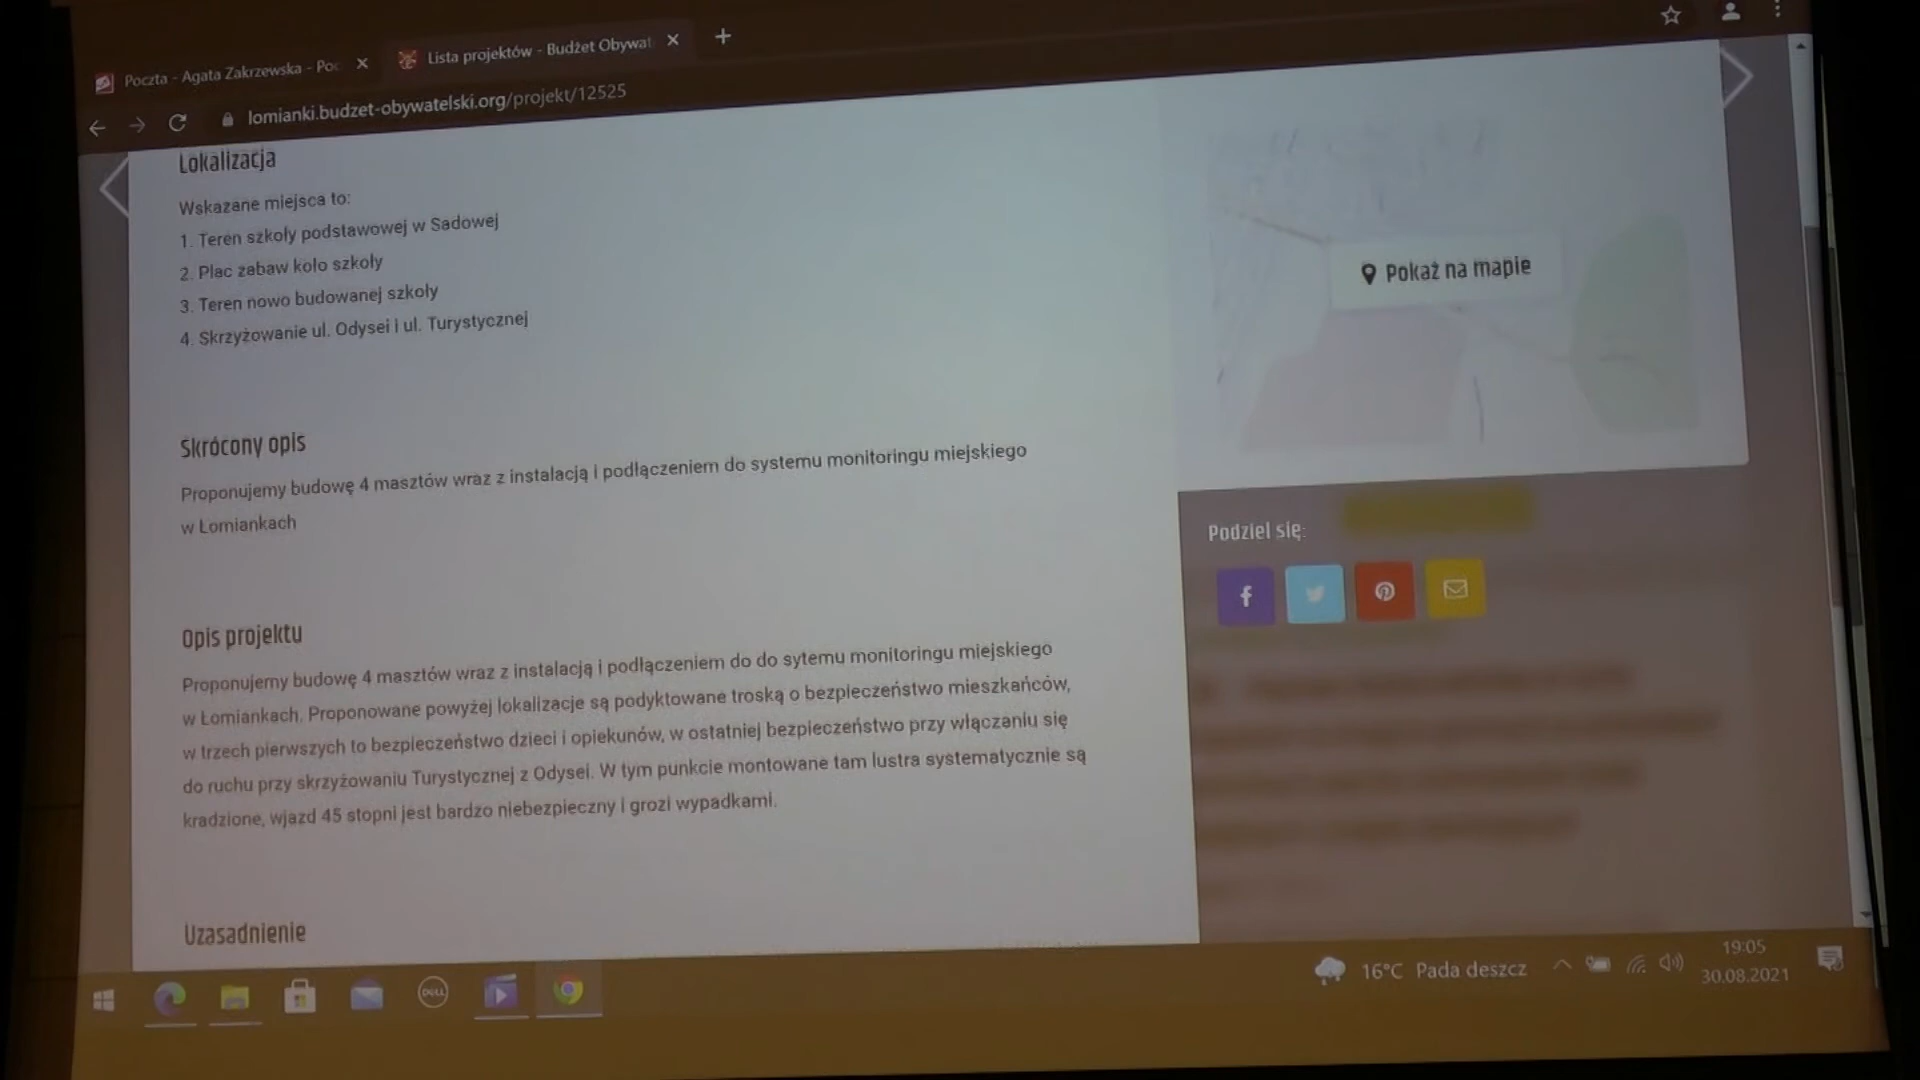 Poczta - Agata Zakrzewska - Poc
Lista projektów - Budżet Obywat
lomianki.budzet-obywatelski.org/projekt/12525
Lokalizacja
Wskazane miejsca to:
1. Teren szkoły podstawowej w Sadowej
2. Plac zabaw koło szkoły
3. Teren nowo budowanej szkoły
4. Skrzyżowanie ul. Odysei i ul. Turystycznej
Pokaż na mapie
Skrócony opis
Proponujemy budowę 4 masztów wraz z instalacją i podłączeniem do systemu monitoringu miejskiego
w Łomiankach
Podziel się:
Opis projektu
Proponujemy budowę 4 masztów wraz z instalacją i podłączeniem do do sytemu monitoringu miejskiego
w Łomiankach. Proponowane powyżej lokalizacje są podyktowane troską o bezpieczeństwo mieszkańców,
w trzech pierwszych to bezpieczeństwo dzieci i opiekunów, w ostatniej bezpieczeństwo przy włączaniu się
do ruchu przy skrzyżowaniu Turystycznej z Odysei. W tym punkcie montowane tam lustra systematycznie są
kradzione, wjazd 45 stopni jest bardzo niebezpieczny i grozi wypadkami.
Uzasadnienie
DELL
16°C Pada deszcz
19:05
30.08.2021